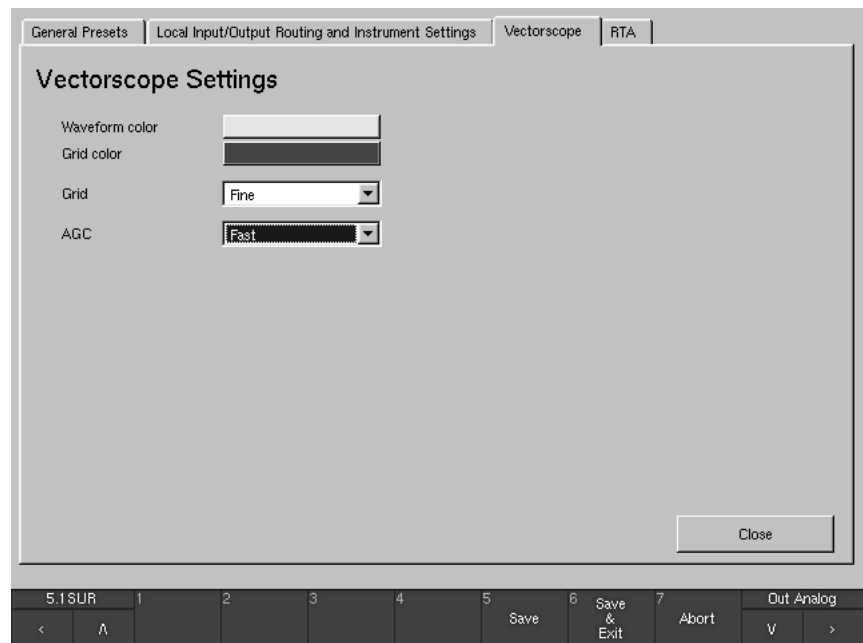 General Presets
Local Input/Output Routing and Instrument Settings
Vectorscope
RTA
Vectorscope Settings
Waveform color
Grid color
Grid
Fine
AGC
Fast
Close
5.1SUR
1
2
3
4
5
Save
6
Save
&
Exit
7
Abort
Out Analog
<
Λ
V
>